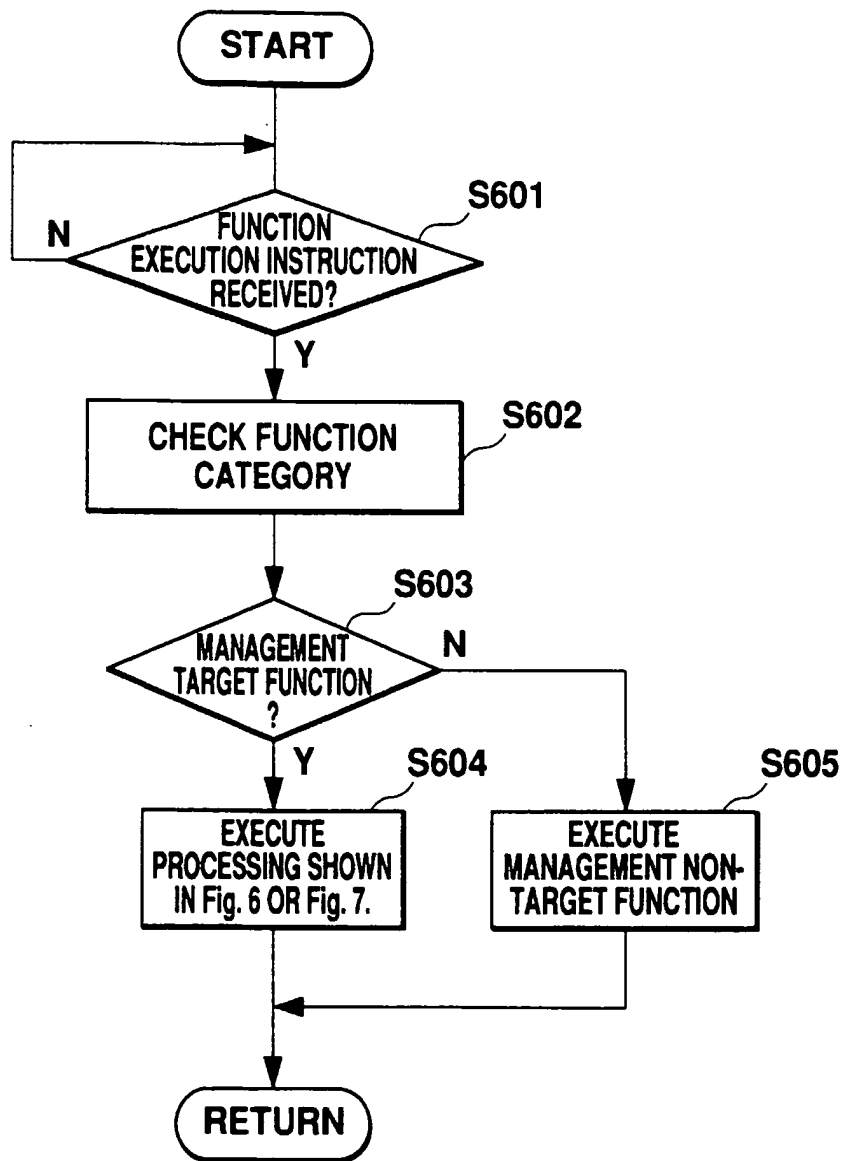 START
S601
N
FUNCTION
EXECUTION INSTRUCTION
RECEIVED?
Y
S602
CHECK FUNCTION
CATEGORY
S603
MANAGEMENT
TARGET FUNCTION
?
N
Y
S604
EXECUTE
PROCESSING SHOWN
IN Fig. 6 OR Fig. 7.
S605
EXECUTE
MANAGEMENT NON-
TARGET FUNCTION
RETURN